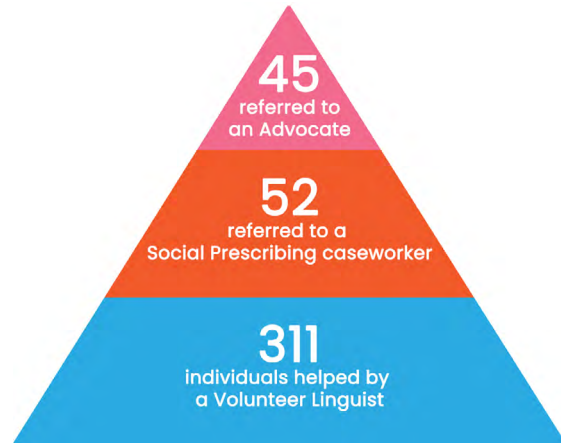 45
referred to
an Advocate
52
referred to a
Social Prescribing caseworker
311
individuals helped by
a Volunteer Linguist